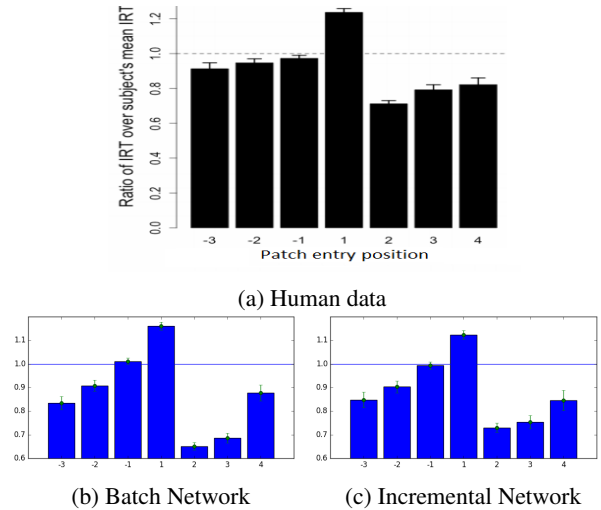 Ratio of IRT over subject's mean IRT
1.2
1.0
0.8
0.6
0.4
0.2
0.0
-3 -2 -1 1 2 3 4
Patch entry position
(a) Human data
1.1
1.0
0.9
0.8
0.7
0.6
-3 -2 -1 1 2 3 4
(b) Batch Network
1.1
1.0
0.9
0.8
0.7
0.6
-3 -2 -1 1 2 3 4
(c) Incremental Network